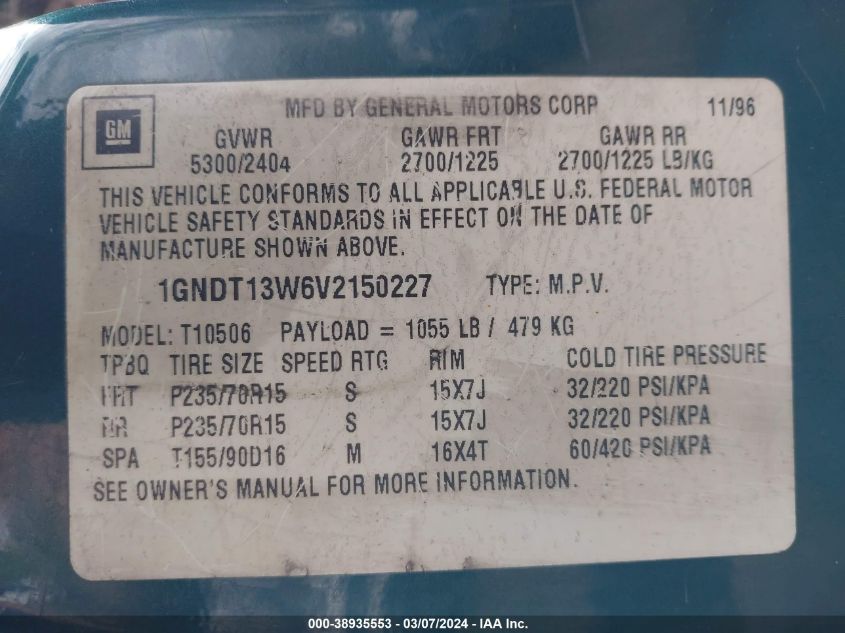 MFD BY GENERAL MOTORS CORP 11/96
GM
GVWR GAWR FRT GAWR RR
5300/2404 2700/1225 2700/1225 LB/KG
THIS VEHICLE CONFORMS TO ALL APPLICABLE U.S. FEDERAL MOTOR
VEHICLE SAFETY STANDARDS IN EFFECT ON THE DATE OF
MANUFACTURE SHOWN ABOVE.
1GNDT13W6V2150227 TYPE: M.P.V.
MODEL: T10506 PAYLOAD = 1055 LB / 479 KG
TPBQ TIRE SIZE SPEED RTG RIM COLD TIRE PRESSURE
FRT P235/70R15 S 15X7J 32/220 PSI/KPA
RR P235/70R15 S 15X7J 32/220 PSI/KPA
SPA T155/90D16 M 16X4T 60/420 PSI/KPA
SEE OWNER'S MANUAL FOR MORE INFORMATION.
000-38935553 — 03/07/2024 — IAA Inc.